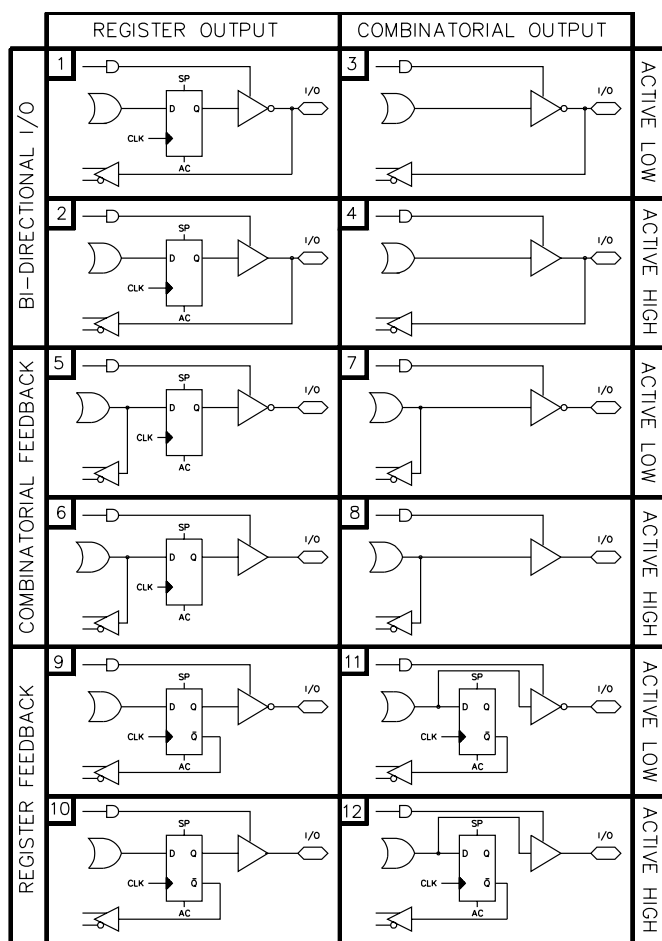 REGISTER OUTPUT
COMBINATORIAL OUTPUT
BI-DIRECTIONAL I/O
1
SP
D Q
CLK
AC
I/O
3
I/O
ACTIVE LOW
2
SP
D Q
CLK
AC
I/O
4
I/O
ACTIVE HIGH
COMBINATORIAL FEEDBACK
5
SP
D Q
CLK
AC
I/O
7
I/O
ACTIVE LOW
6
SP
D Q
CLK
AC
I/O
8
I/O
ACTIVE HIGH
REGISTER FEEDBACK
9
SP
D Q
CLK Q̅
AC
I/O
11
SP
D Q
CLK Q̅
AC
I/O
ACTIVE LOW
10
SP
D Q
CLK Q̅
AC
I/O
12
SP
D Q
CLK Q̅
AC
I/O
ACTIVE HIGH